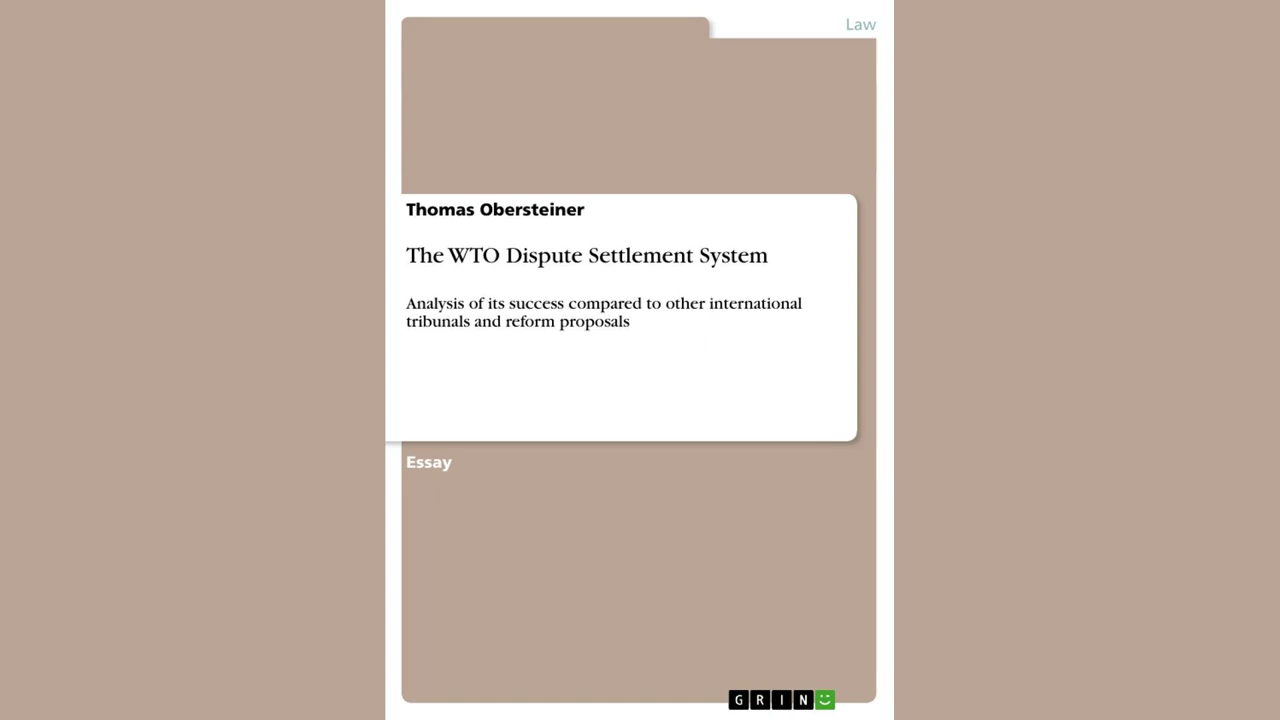 Law
Thomas Obersteiner
The WTO Dispute Settlement System
Analysis of its success compared to other international
tribunals and reform proposals
Essay
GRIN